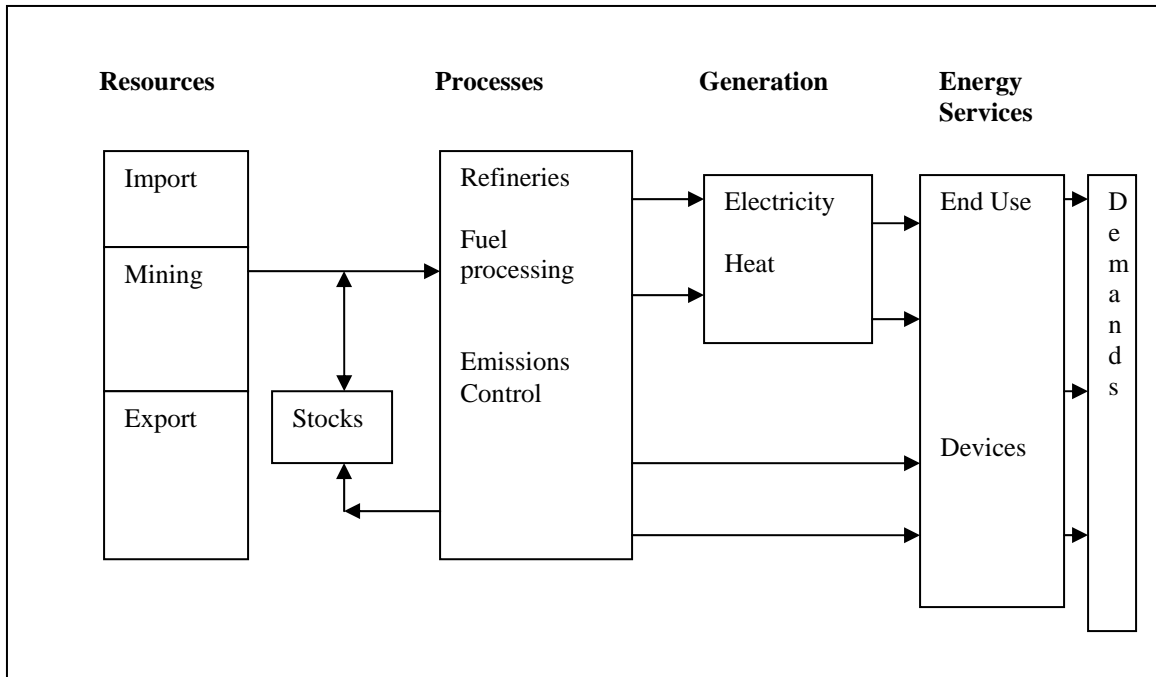 Resources
Processes
Generation
Energy
Services
Import
Mining
Export
Stocks
Refineries
Fuel
processing
Emissions
Control
Electricity
Heat
End Use
Devices
D
e
m
a
n
d
s